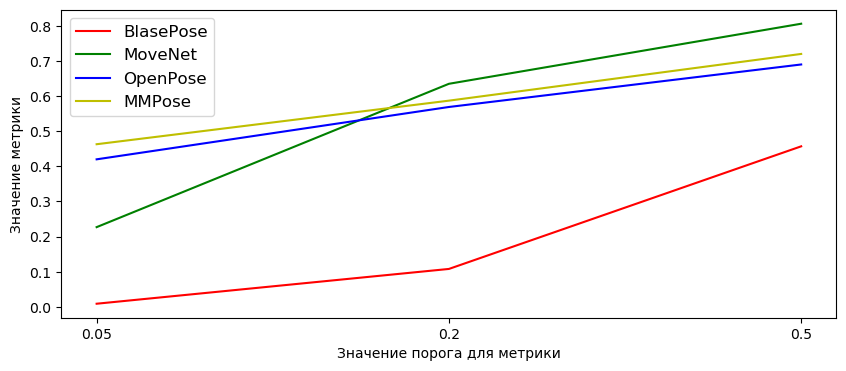 0.8
0.7
0.6
0.5
0.4
0.3
0.2
0.1
0.0
Значение метрики
BlasePose
MoveNet
OpenPose
MMPose
0.05
0.2
0.5
Значение порога для метрики